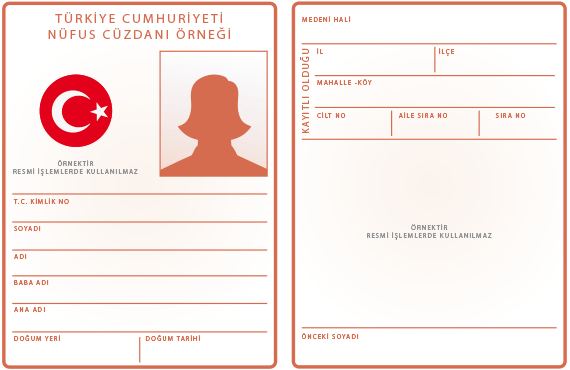 TÜRKİYE CUMHURİYETİ
NÜFUS CÜZDANI ÖRNEĞİ
ÖRNEKTİR
RESMİ İŞLEMLERDE KULLANILMAZ
T.C. KİMLİK NO
SOYADI
ADI
BABA ADI
ANA ADI
DOĞUM YERİ
DOĞUM TARİHİ
MEDENİ HALİ
KAYITLI OLDUĞU
İL
İLÇE
MAHALLE -KÖY
CİLT NO
AİLE SIRA NO
SIRA NO
ÖRNEKTİR
RESMİ İŞLEMLERDE KULLANILMAZ
ÖNCEKİ SOYADI